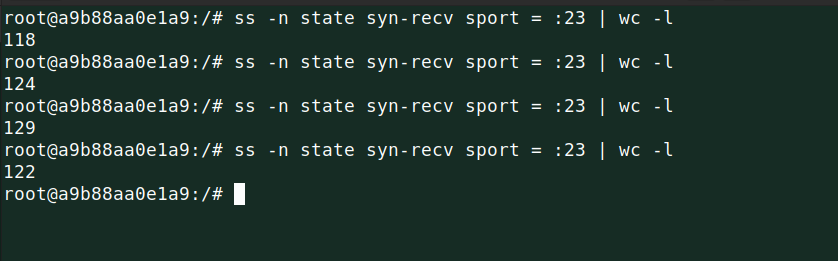 root@a9b88aa0e1a9:/# ss -n state syn-recv sport = :23 | wc -l
118
root@a9b88aa0e1a9:/# ss -n state syn-recv sport = :23 | wc -l
124
root@a9b88aa0e1a9:/# ss -n state syn-recv sport = :23 | wc -l
129
root@a9b88aa0e1a9:/# ss -n state syn-recv sport = :23 | wc -l
122
root@a9b88aa0e1a9:/#